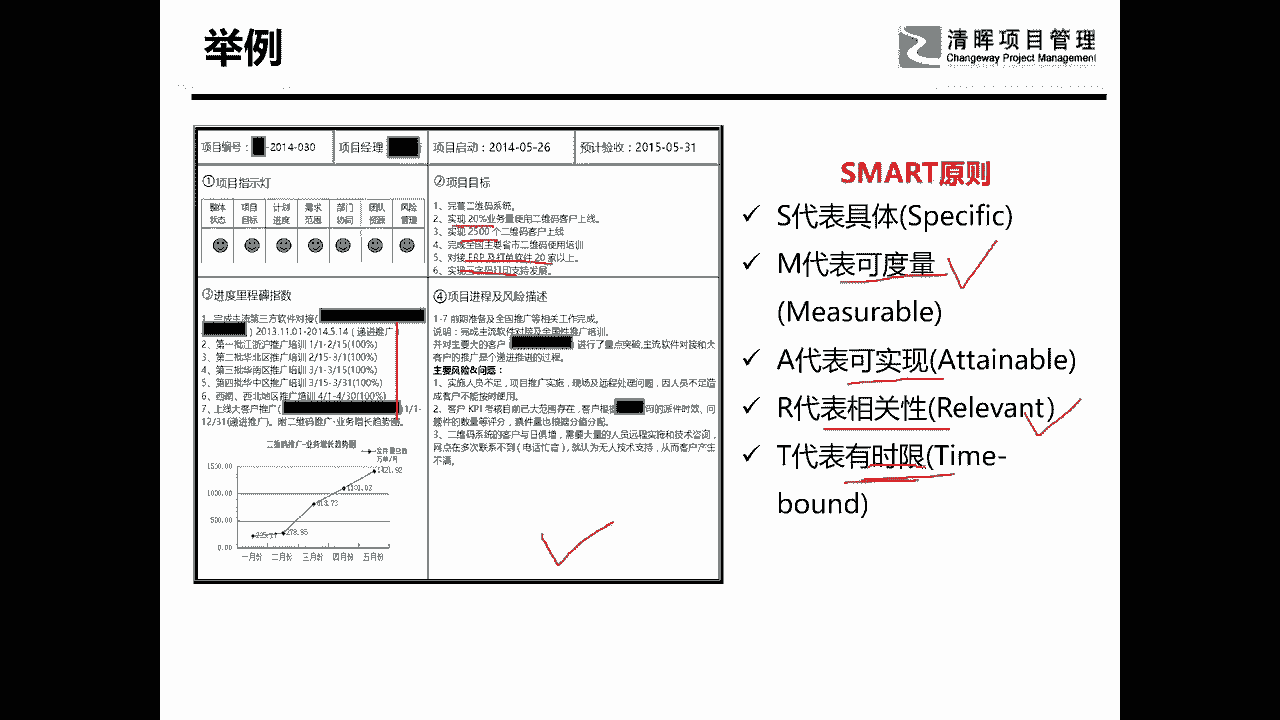 举例
清晖项目管理
Changeway Project Management
项目编号： -2014-030
项目经理
项目启动：2014-05-26
预计验收：2015-05-31
①项目指示灯
整体状态 项目目标 计划进度 需求范围 部门协同 团队资源 风险管理
②项目目标
1、完善二维码系统。
2、实现20%业务量使用二维码客户上线。
3、实现2500个二维码客户上线
4、完成全国主要省市二维码使用培训
5、对接ERP及打单软件20家以上。
6、实现 字码打印支持发展。
③进度里程碑指数
1、完成主流第三方软件对接(
) 2013.11.01-2014.5.14 (递进推广)
2、第一批江浙沪推广培训 1/1-2/15(100%)
3、第二批华北区推广培训 2/15-3/1(100%)
4、第三批华南区推广培训 3/1-3/15(100%)
5、第四批华中区推广培训 3/15-3/31(100%)
6、西南、西北地区推广培训 4/1-4/30(100%)
7、上线大客户推广( )1/1-
12/31(递进推广)。附二维码推广-业务增长趋势图。
二维码推广-业务增长趋势图
万单/月
1500.00
1000.00
500.00
0.00
278.95
813.73
一月份 二月份 三月份 四月份 五月份
④项目进程及风险描述
1-7 前期准备及全国推广等相关工作完成。
说明：完成主流软件对接及全国性推广培训。
并对主要大的客户 进行了重点突破,主流软件对接和大
客户的推广是个递进推进的过程。
主要风险&问题：
1、实施人员不足，项目推广实施，现场及远程处理问题，因人员不足造
成客户不能按时使用。
2、客户 KPI 考核目前已大范围存在，客户根据 司的派件时效、问
题件的数量等评分，揽件量也根据分值分配。
3、二维码系统的客户与日俱增，需要大量的人员远程实施和技术咨询，
网点在多次联系不到(电话忙音)，就认为无人技术支持，从而客户产生
不满。
SMART原则
✓ S代表具体(Specific)
✓ M代表可度量
(Measurable)
✓ A代表可实现(Attainable)
✓ R代表相关性(Relevant)
✓ T代表有时限(Time-
bound)